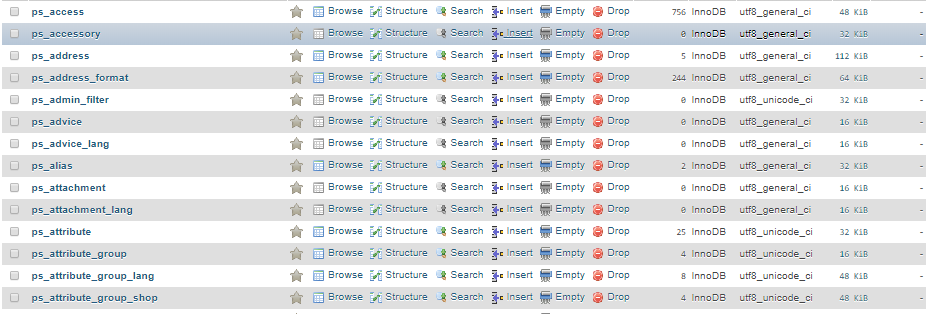 ps_access Browse Structure Search Insert Empty Drop 756 InnoDB utf8_general_ci 48 KiB -
ps_accessory Browse Structure Search Insert Empty Drop 0 InnoDB utf8_general_ci 32 KiB -
ps_address Browse Structure Search Insert Empty Drop 5 InnoDB utf8_general_ci 112 KiB -
ps_address_format Browse Structure Search Insert Empty Drop 244 InnoDB utf8_general_ci 64 KiB -
ps_admin_filter Browse Structure Search Insert Empty Drop 0 InnoDB utf8_unicode_ci 32 KiB -
ps_advice Browse Structure Search Insert Empty Drop 0 InnoDB utf8_general_ci 16 KiB -
ps_advice_lang Browse Structure Search Insert Empty Drop 0 InnoDB utf8_general_ci 16 KiB -
ps_alias Browse Structure Search Insert Empty Drop 2 InnoDB utf8_general_ci 32 KiB -
ps_attachment Browse Structure Search Insert Empty Drop 0 InnoDB utf8_general_ci 16 KiB -
ps_attachment_lang Browse Structure Search Insert Empty Drop 0 InnoDB utf8_general_ci 16 KiB -
ps_attribute Browse Structure Search Insert Empty Drop 25 InnoDB utf8_unicode_ci 32 KiB -
ps_attribute_group Browse Structure Search Insert Empty Drop 4 InnoDB utf8_unicode_ci 16 KiB -
ps_attribute_group_lang Browse Structure Search Insert Empty Drop 8 InnoDB utf8_unicode_ci 48 KiB -
ps_attribute_group_shop Browse Structure Search Insert Empty Drop 4 InnoDB utf8_unicode_ci 48 KiB -